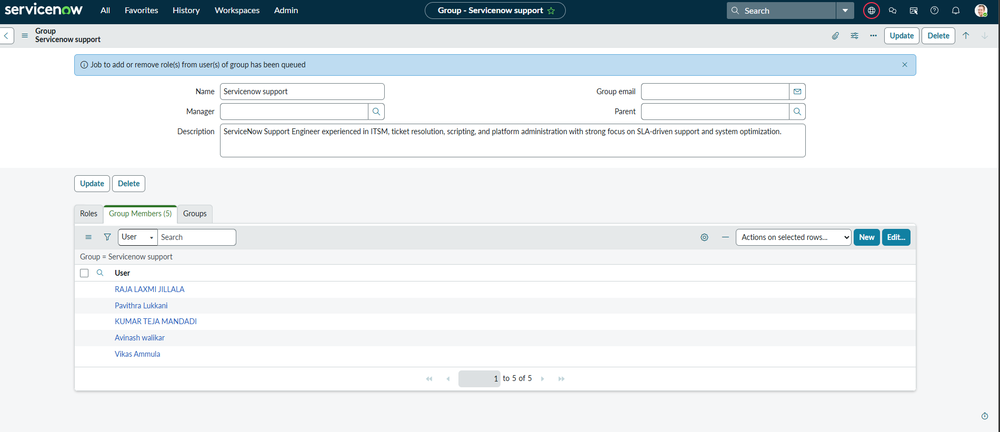 servicenow All Favorites History Workspaces Admin Group - Servicenow support Search
Group
Servicenow support
Update Delete
Job to add or remove role(s) from user(s) of group has been queued
Name Servicenow support Group email
Manager Parent
Description ServiceNow Support Engineer experienced in ITSM, ticket resolution, scripting, and platform administration with strong focus on SLA-driven support and system optimization.
Update Delete
Roles Group Members (5) Groups
User Search Actions on selected rows... New Edit...
Group = Servicenow support
User
RAJA LAXMI JILLALA
Pavithra Lukkani
KUMAR TEJA MANDADI
Avinash walikar
Vikas Ammula
1 to 5 of 5